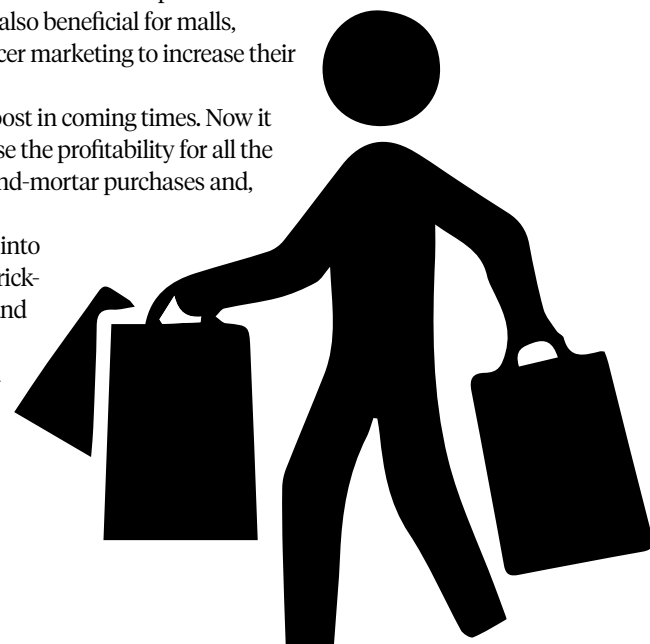 also beneficial for malls,
cer marketing to increase their
ost in coming times. Now it
se the profitability for all the
nd-mortar purchases and,
into
rick-
nd